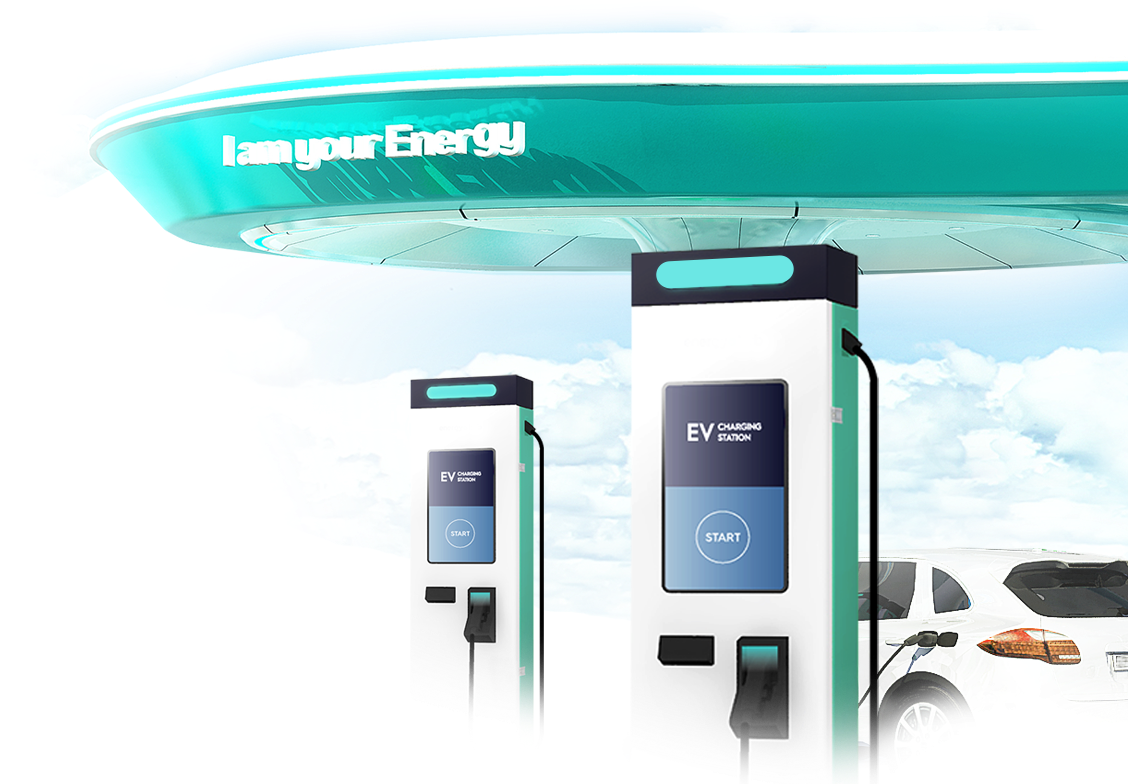 I am your Energy
EV CHARGING
STATION
START
EV CHARGING
STATION
START